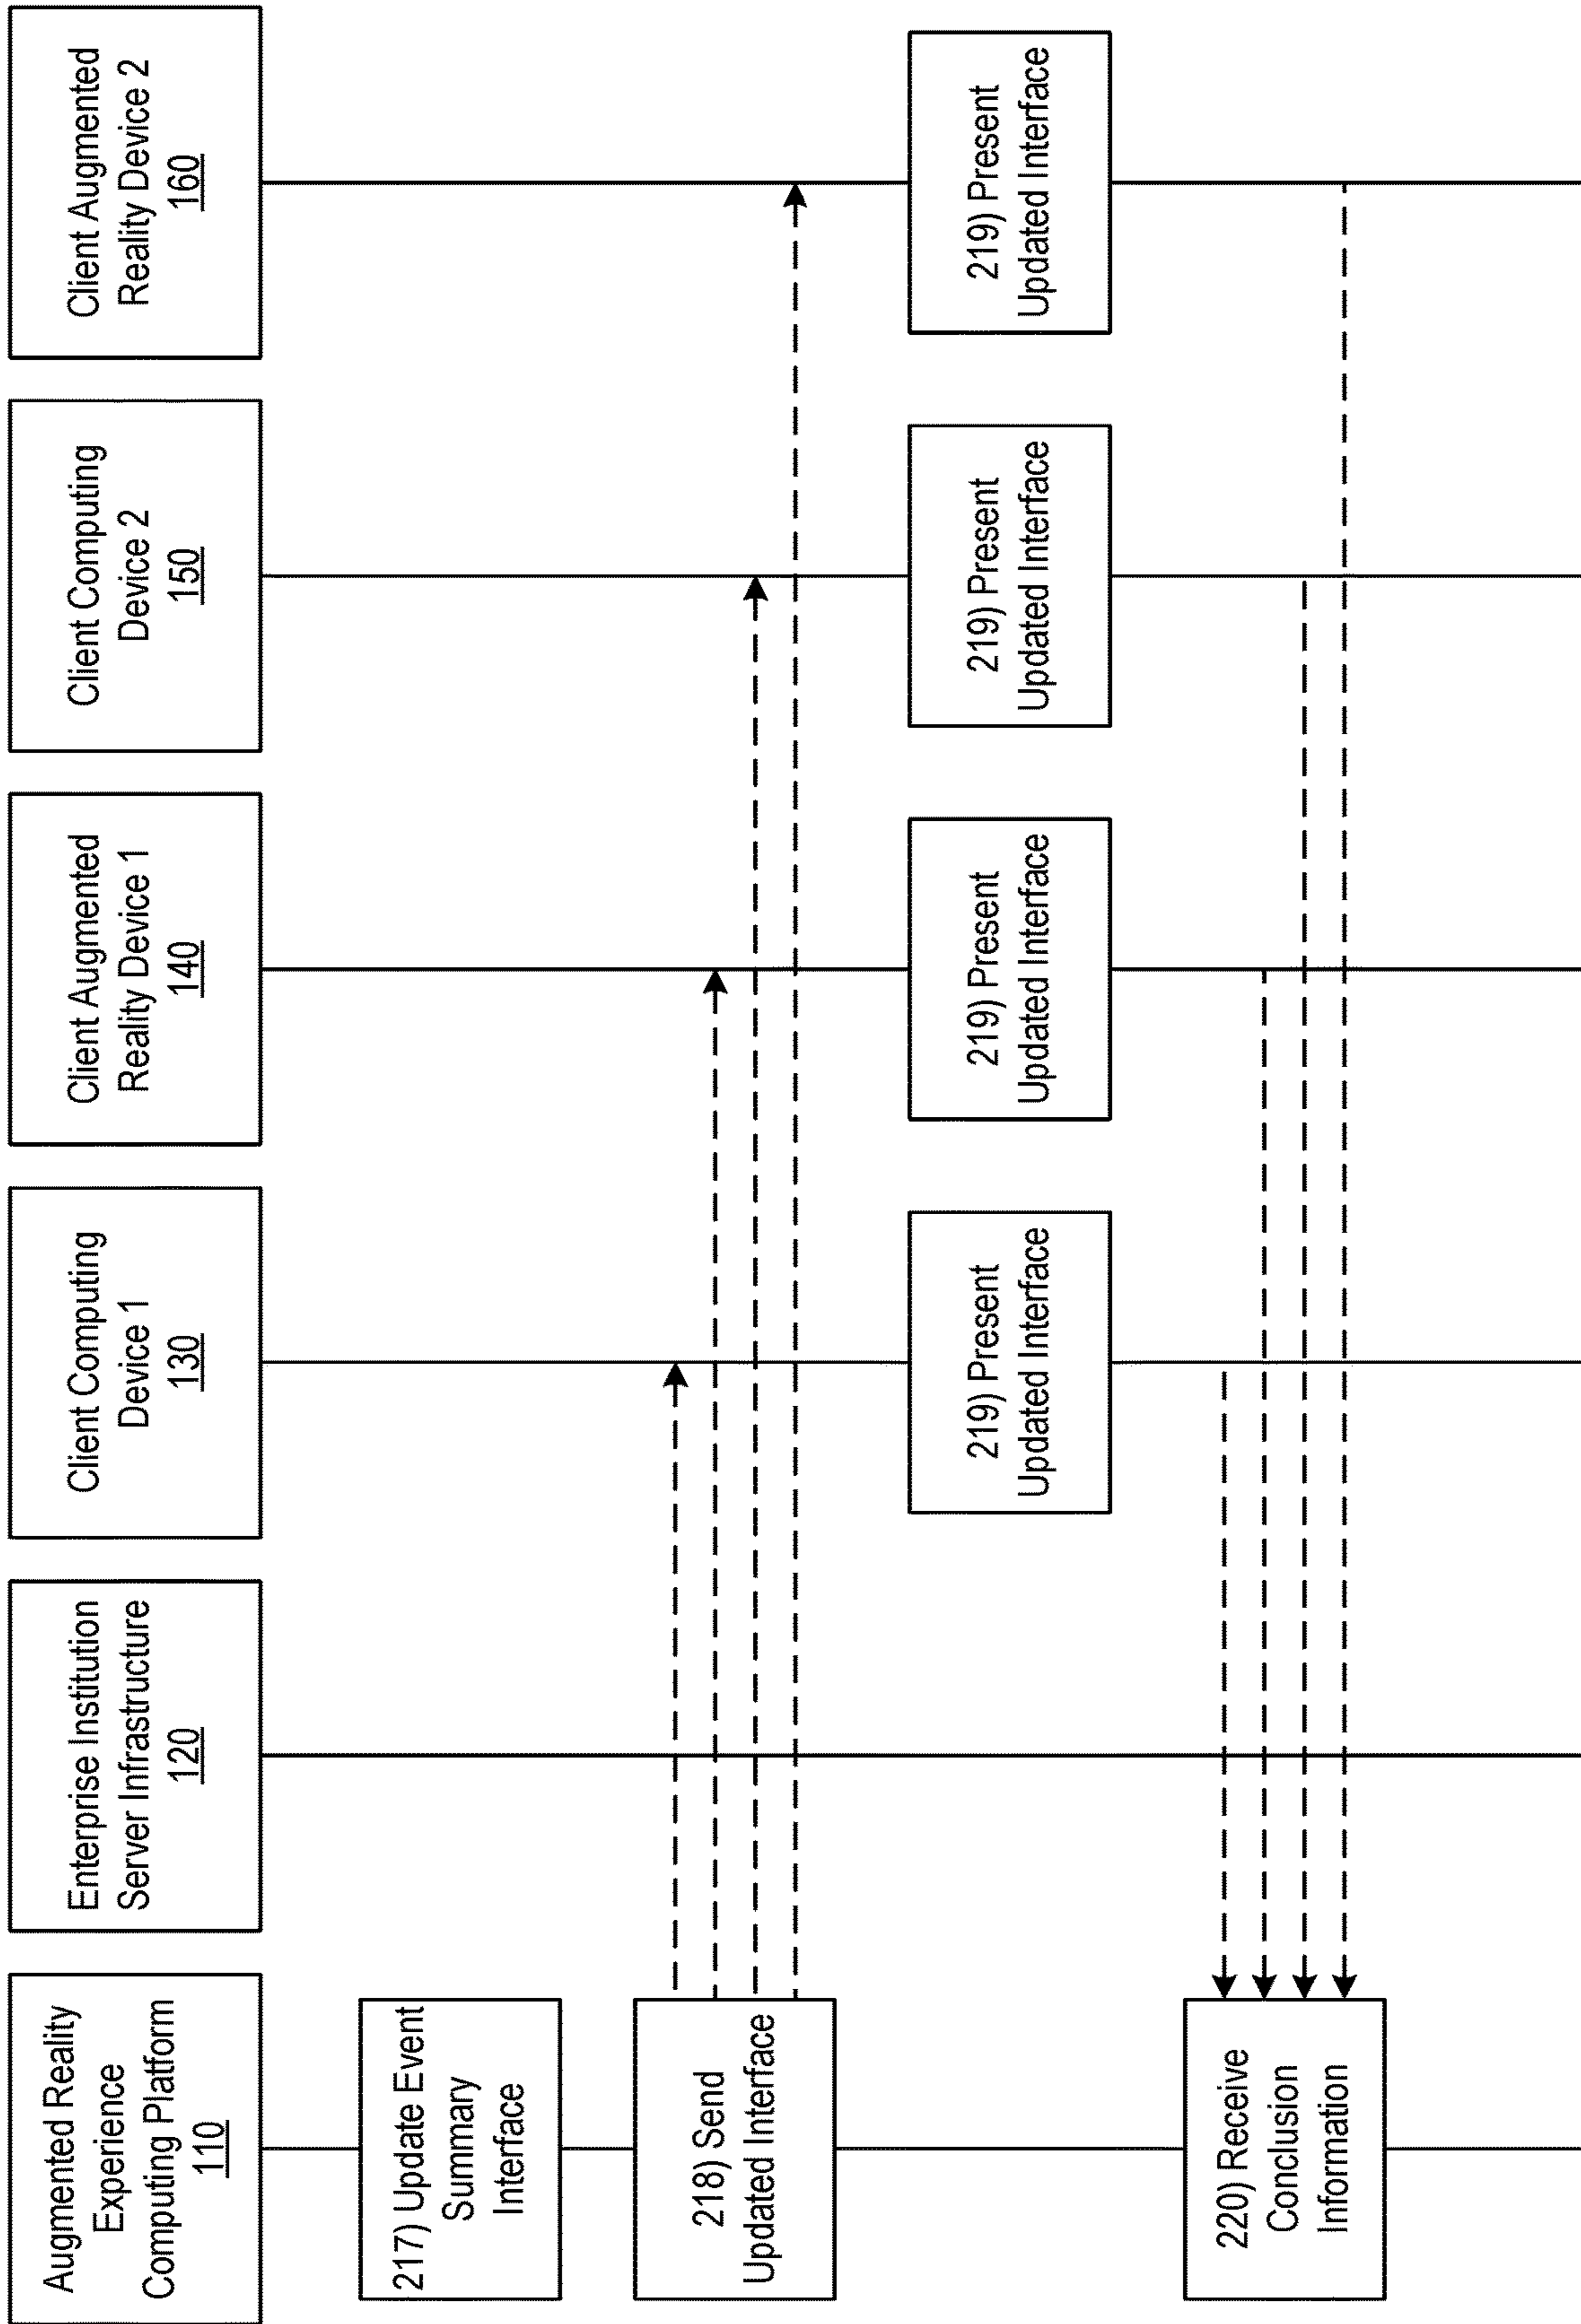 Augmented Reality
Experience
Computing Platform
110
Enterprise Institution
Server Infrastructure
120
Client Computing
Device 1
130
Client Augmented
Reality Device 1
140
Client Computing
Device 2
150
Client Augmented
Reality Device 2
160
217) Update Event
Summary
Interface
218) Send
Updated Interface
219) Present
Updated Interface
219) Present
Updated Interface
219) Present
Updated Interface
219) Present
Updated Interface
220) Receive
Conclusion
Information